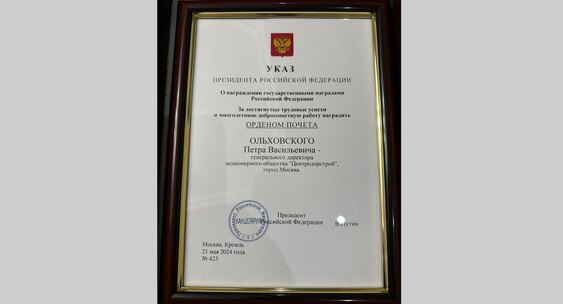 УКАЗ
ПРЕЗИДЕНТА РОССИЙСКОЙ ФЕДЕРАЦИИ
О награждении государственными наградами
Российской Федерации
За достигнутые трудовые успехи
и многолетнюю добросовестную работу наградить
ОРДЕНОМ ПОЧЕТА
ОЛЬХОВСКОГО
Петра Васильевича -
генерального директора
акционерного общества "Центродорстрой",
город Москва.
Президент
Российской Федерации
В.Путин
КАНЦЕЛЯРИЯ
Москва, Кремль
21 мая 2024 года
№ 423